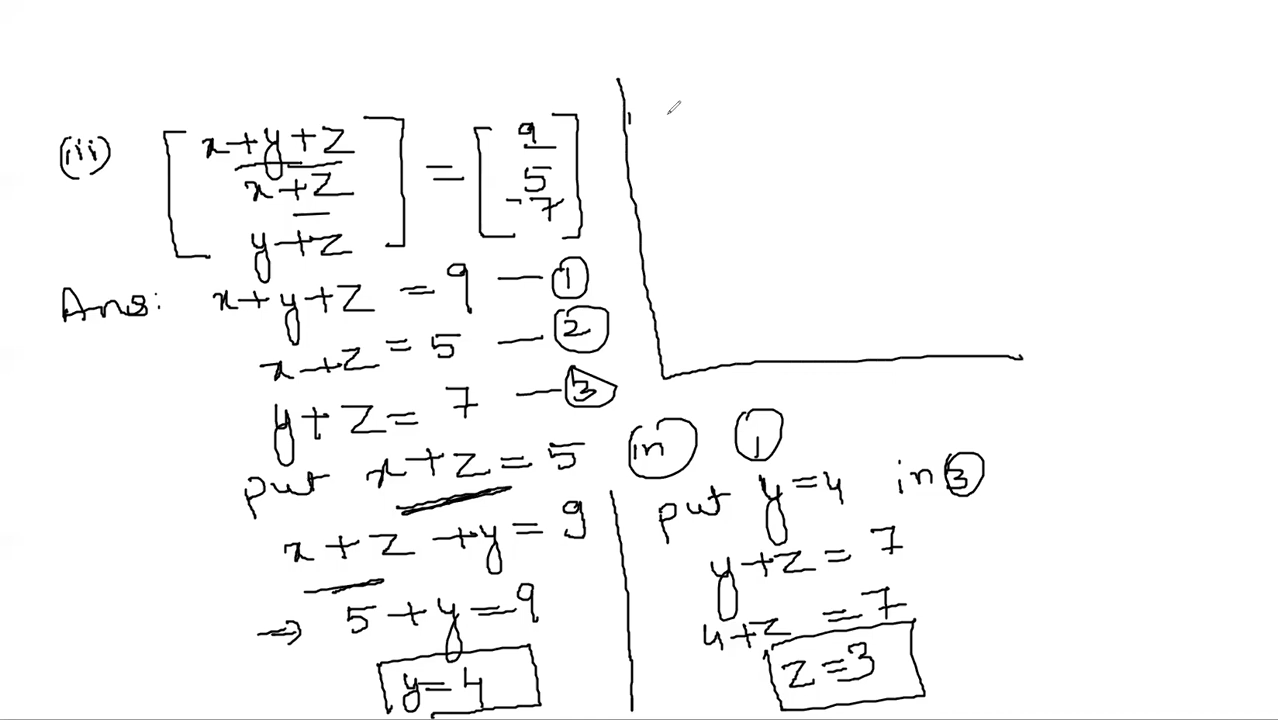 (iii) [x+y+z
x+z
y+z] = [9
5
7]
Ans: x+y+z = 9 — ①
x+z = 5 — ②
y+z = 7 — ③
put x+z = 5 in ①
x+z+y = 9
⇒ 5+y=9
y=4
put y=4 in ③
y+z = 7
4+z = 7
z=3